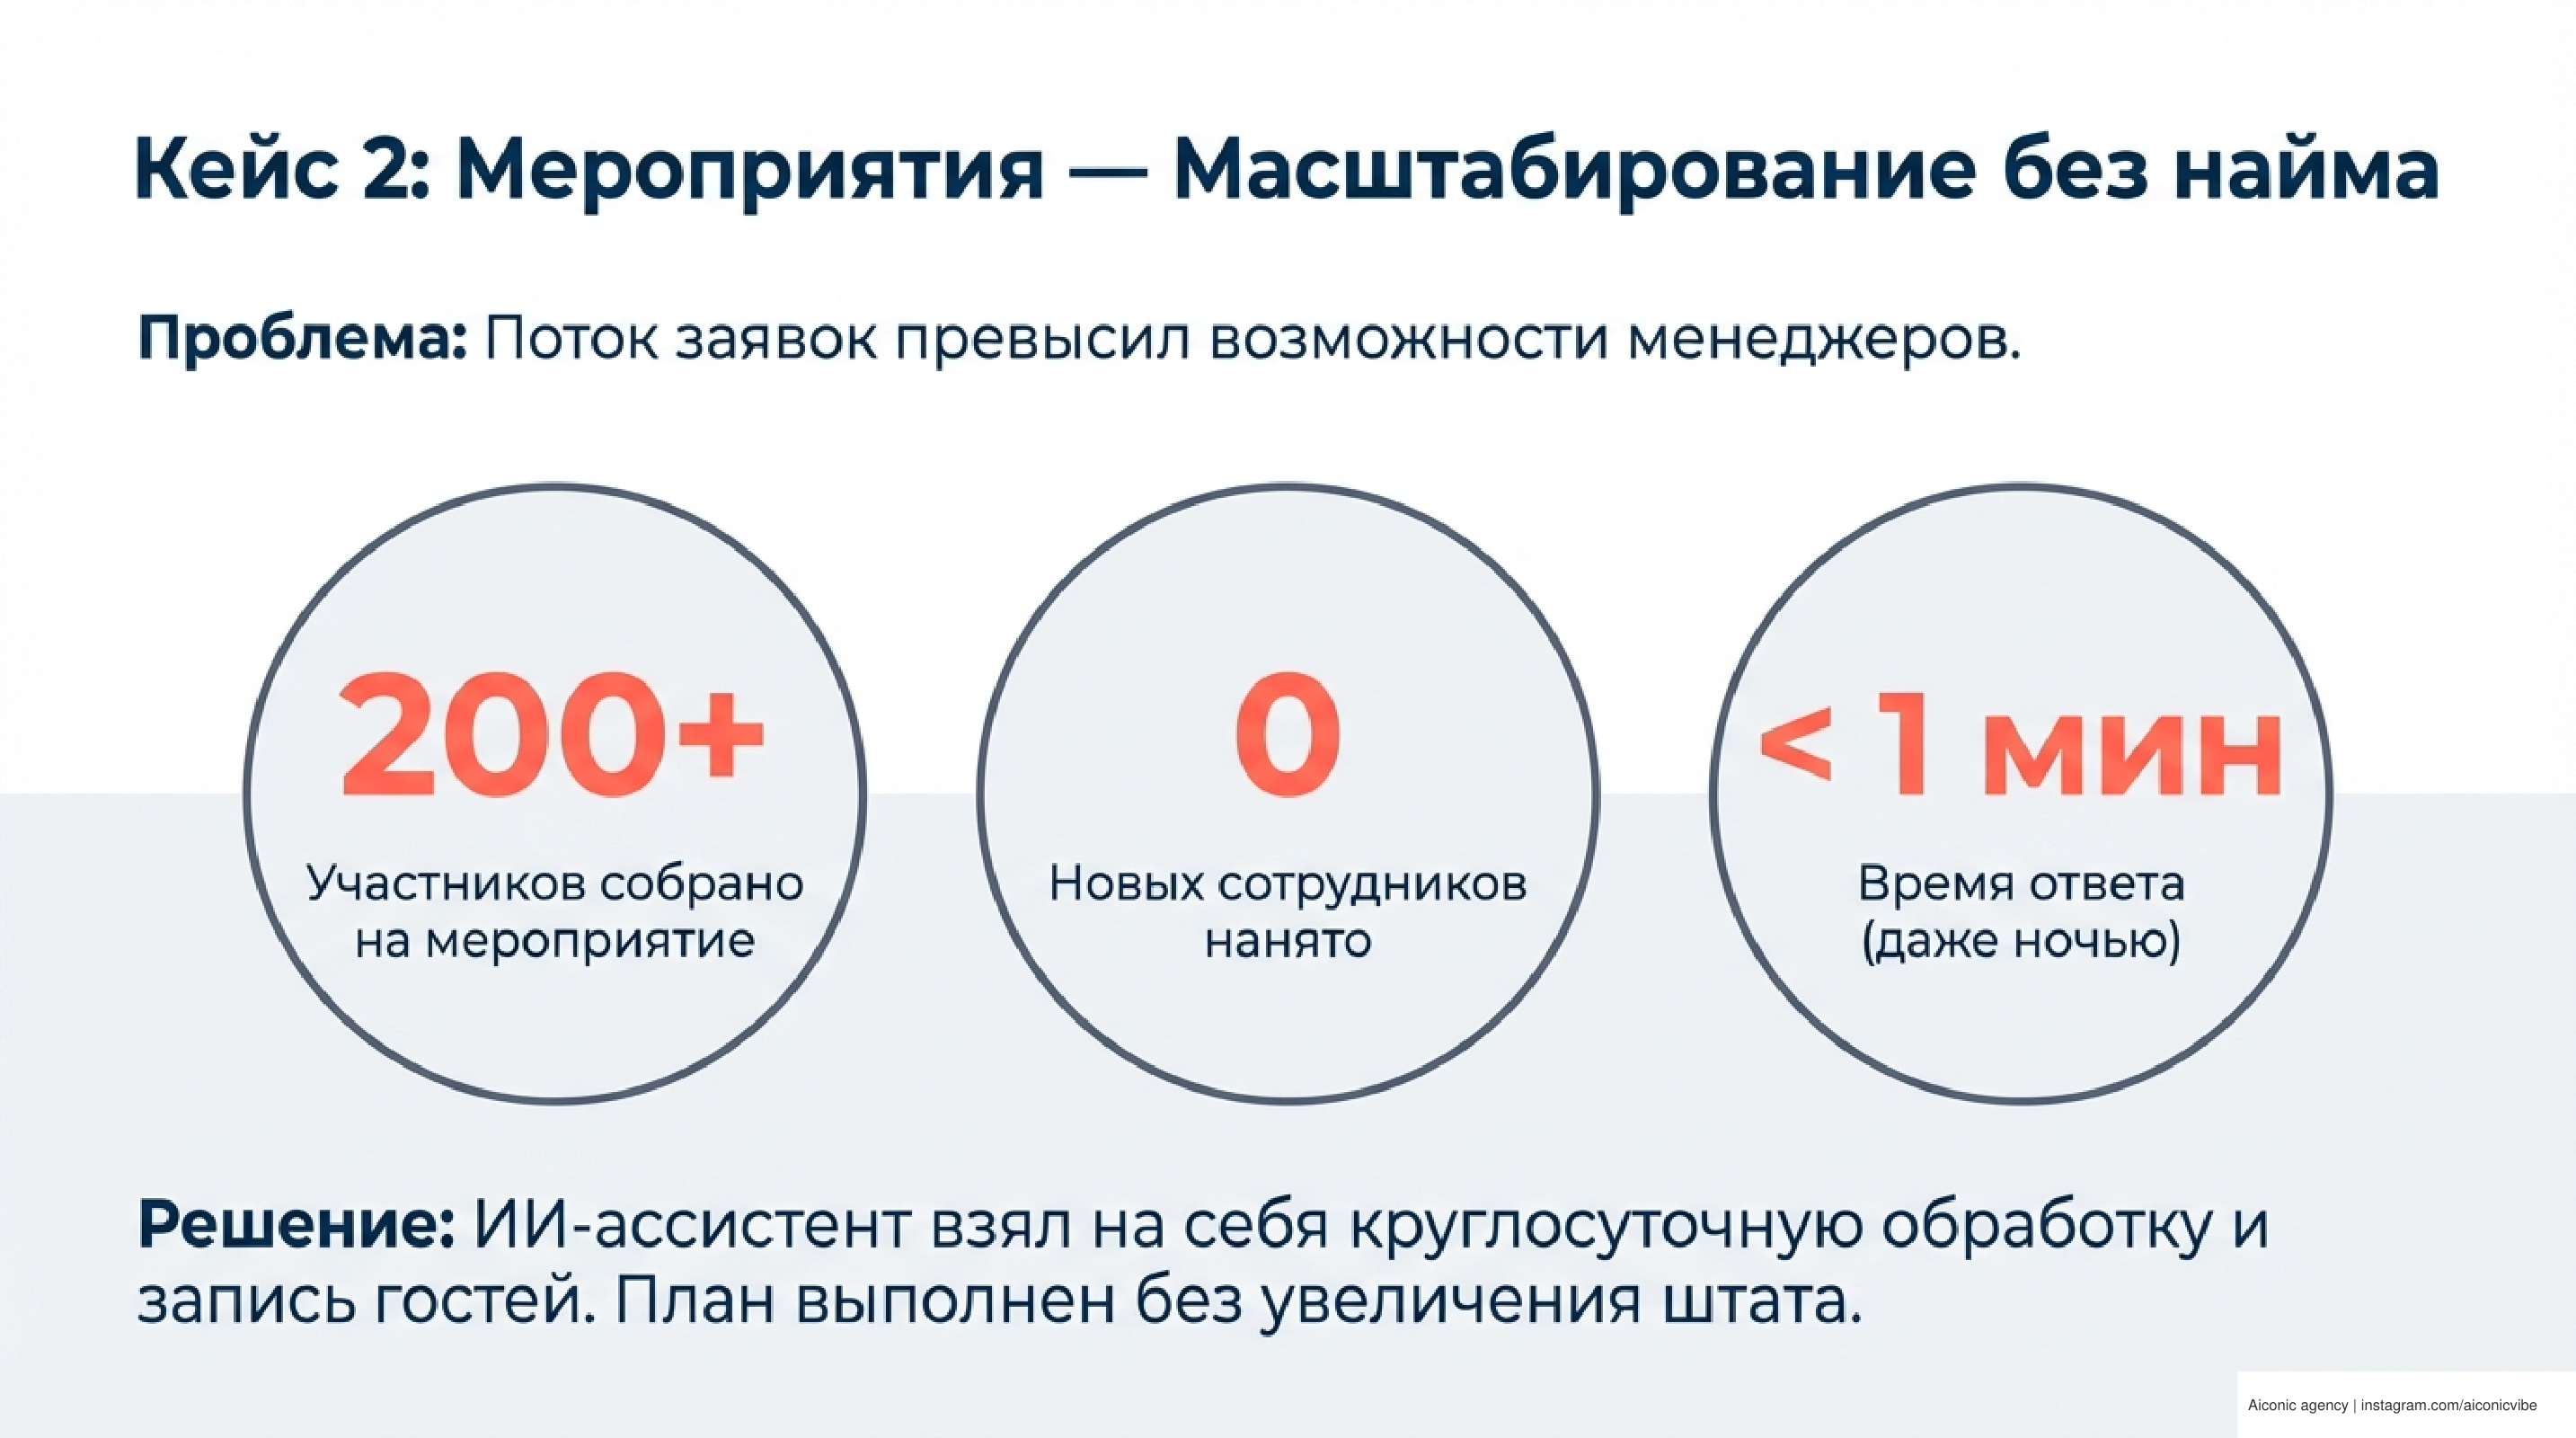 Кейс 2: Мероприятия — Масштабирование без найма
Проблема: Поток заявок превысил возможности менеджеров.
200+
Участников собрано
на мероприятие
0
Новых сотрудников
нанято
< 1 мин
Время ответа
(даже ночью)
Решение: ИИ-ассистент взял на себя круглосуточную обработку и
запись гостей. План выполнен без увеличения штата.
Aiconic agency | instagram.com/aiconicvibe